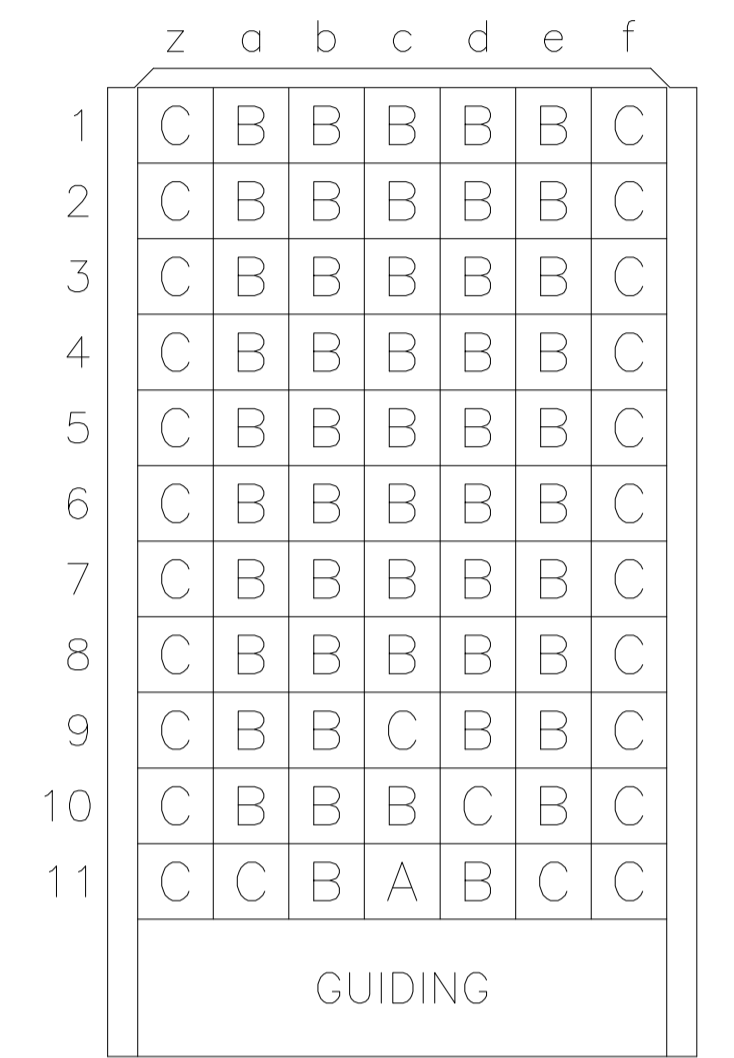 z a b c d e f
1 C B B B B B C
2 C B B B B B C
3 C B B B B B C
4 C B B B B B C
5 C B B B B B C
6 C B B B B B C
7 C B B B B B C
8 C B B B B B C
9 C B B C B B C
10 C B B B C B C
11 C C B A B C C
GUIDING